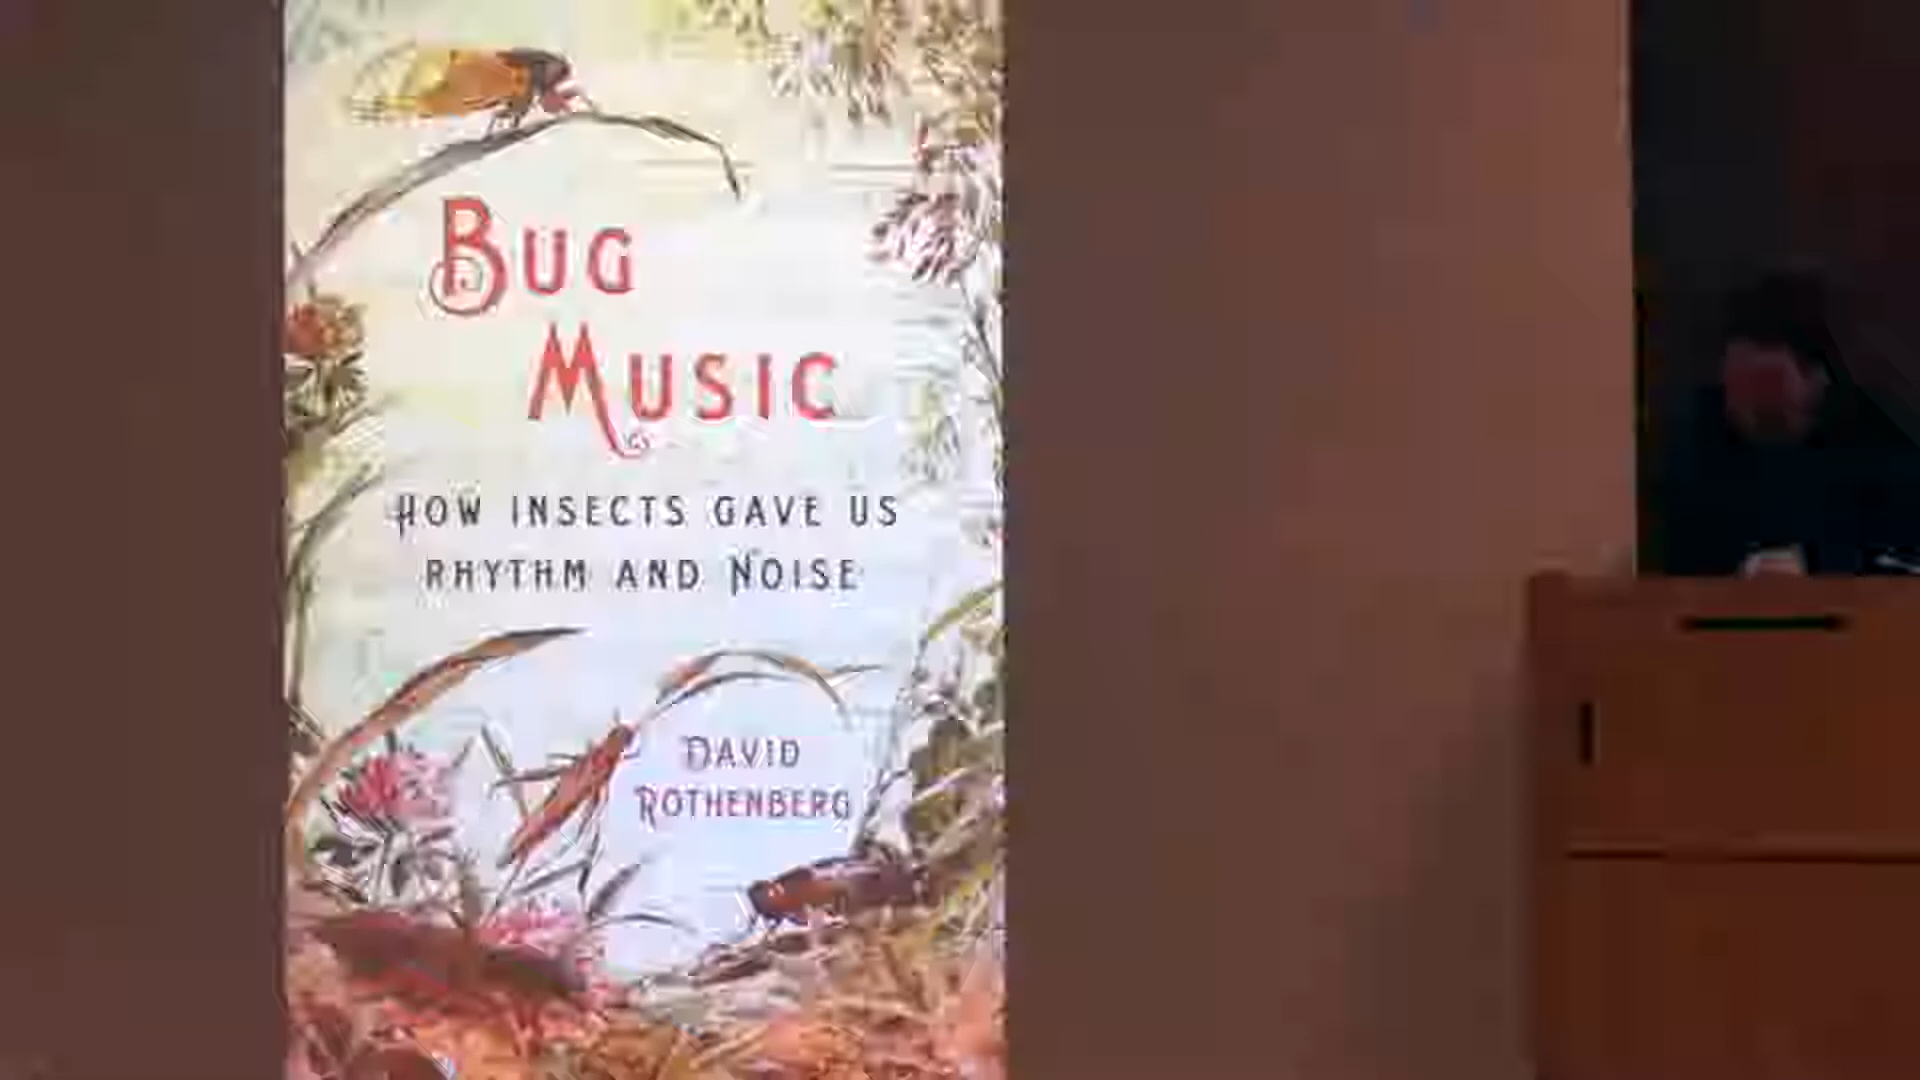 BUG
MUSIC
HOW INSECTS GAVE US
RHYTHM AND NOISE
DAVID
ROTHENBERG